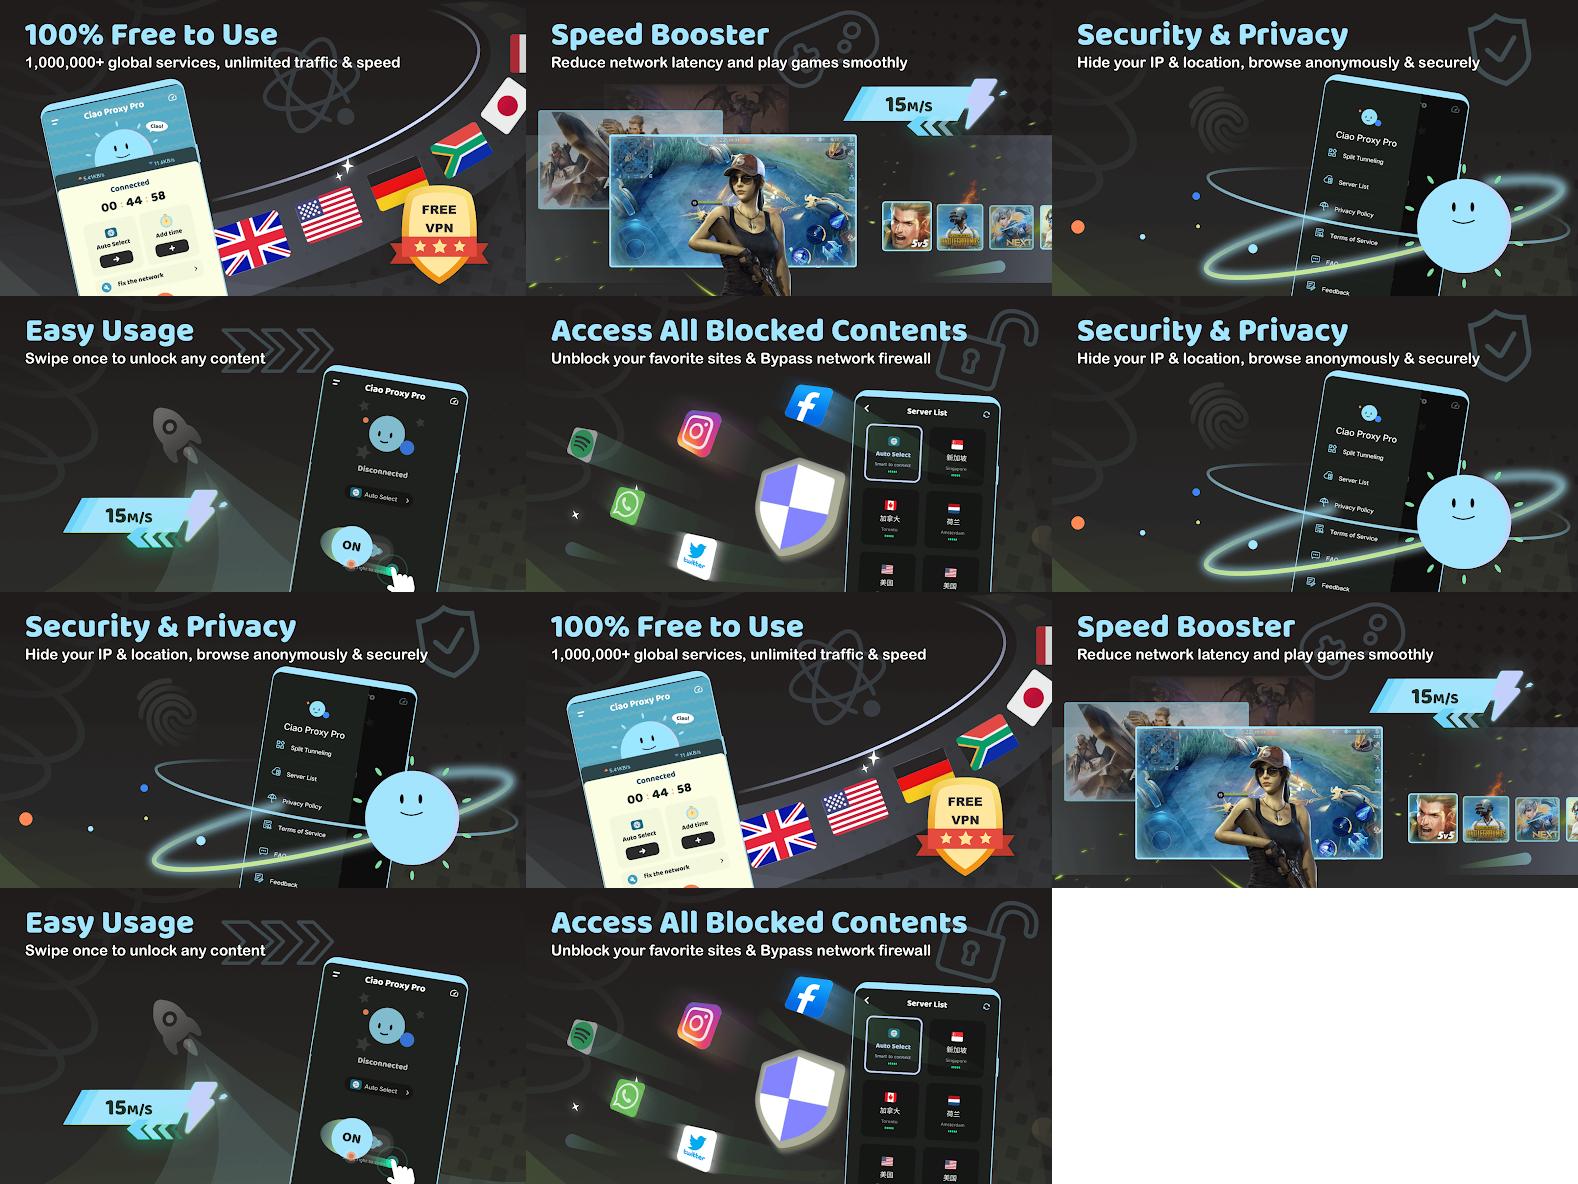 100% Free to Use
1,000,000+ global services, unlimited traffic & speed
Ciao Proxy Pro
Ciao!
5.41KB/s
11.6KB/s
Connected
00 : 44 : 58
Auto Select
Add time
Fix the network
FREE
VPN
Speed Booster
Reduce network latency and play games smoothly
15M/S
5v5
NEXT
Security & Privacy
Hide your IP & location, browse anonymously & securely
Ciao Proxy Pro
Split Tunneling
Server List
Privacy Policy
Terms of Service
FAQ
Feedback
Easy Usage
Swipe once to unlock any content
15M/S
Ciao Proxy Pro
Disconnected
Auto Select
ON
Access All Blocked Contents
Unblock your favorite sites & Bypass network firewall
twitter
Server List
Auto Select
Smart to connect
新加坡
Singapore
加拿大
Toronto
荷兰
Amsterdam
美国
美国
Security & Privacy
Hide your IP & location, browse anonymously & securely
Ciao Proxy Pro
Split Tunneling
Server List
Privacy Policy
Terms of Service
FAQ
Feedback
Security & Privacy
Hide your IP & location, browse anonymously & securely
Ciao Proxy Pro
Split Tunneling
Server List
Privacy Policy
Terms of Service
FAQ
Feedback
100% Free to Use
1,000,000+ global services, unlimited traffic & speed
Ciao Proxy Pro
Ciao!
5.41KB/s
11.6KB/s
Connected
00 : 44 : 58
Auto Select
Add time
Fix the network
FREE
VPN
Speed Booster
Reduce network latency and play games smoothly
15M/S
5v5
NEXT
Easy Usage
Swipe once to unlock any content
15M/S
Ciao Proxy Pro
Disconnected
Auto Select
ON
Access All Blocked Contents
Unblock your favorite sites & Bypass network firewall
twitter
Server List
Auto Select
Smart to connect
新加坡
Singapore
加拿大
Toronto
荷兰
Amsterdam
美国
美国